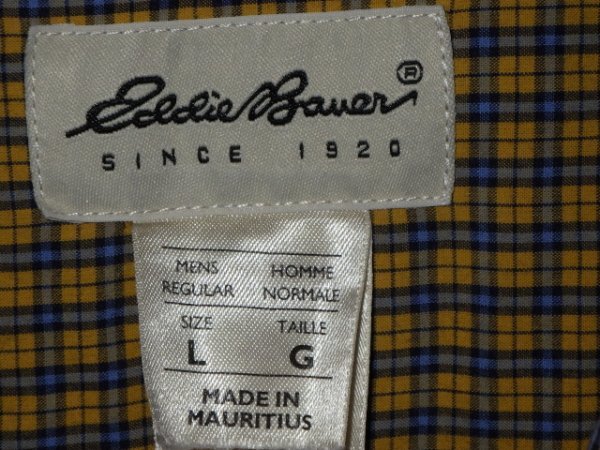 Eddie Bauer ®
SINCE 1920
MENS HOMME
REGULAR NORMALE
SIZE TAILLE
L G
MADE IN
MAURITIUS